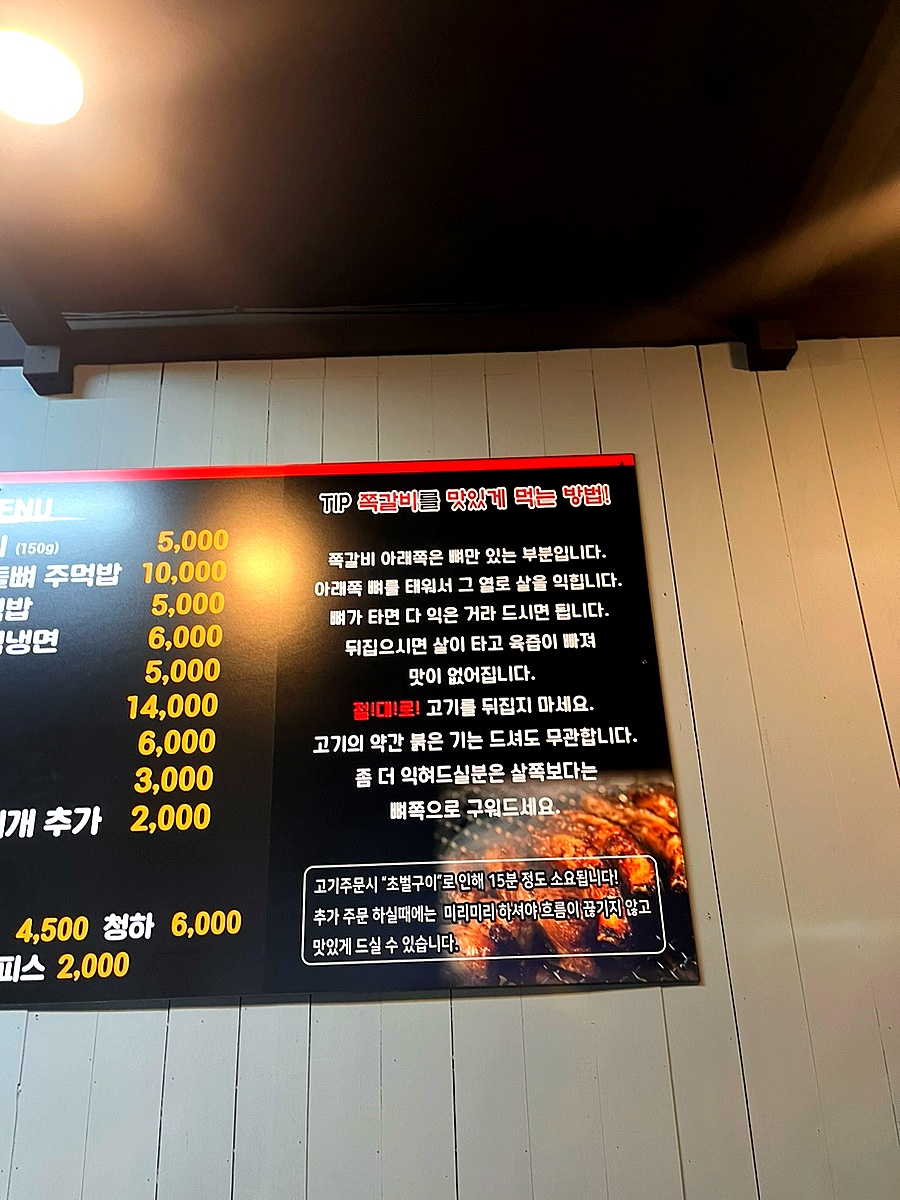 MENU
(150g) 5,000
주먹밥 10,000
밥 5,000
냉면 6,000
5,000
14,000
6,000
3,000
개 추가 2,000
4,500 청하 6,000
피스 2,000
TIP 쪽갈비를 맛있게 먹는 방법!
쪽갈비 아래쪽은 뼈만 있는 부분입니다.
아래쪽 뼈를 태워서 그 열로 살을 익힙니다.
뼈가 타면 다 익은 거라 드시면 됩니다.
뒤집으시면 살이 타고 육즙이 빠져
맛이 없어집니다.
절!대!로! 고기를 뒤집지 마세요.
고기의 약간 붉은 기는 드셔도 무관합니다.
좀 더 익혀드실분은 살쪽보다는
뼈쪽으로 구워드세요.
고기주문시 “초벌구이”로 인해 15분 정도 소요됩니다!
추가 주문 하실때에는 미리미리 하셔야 흐름이 끊기지 않고
맛있게 드실 수 있습니다.